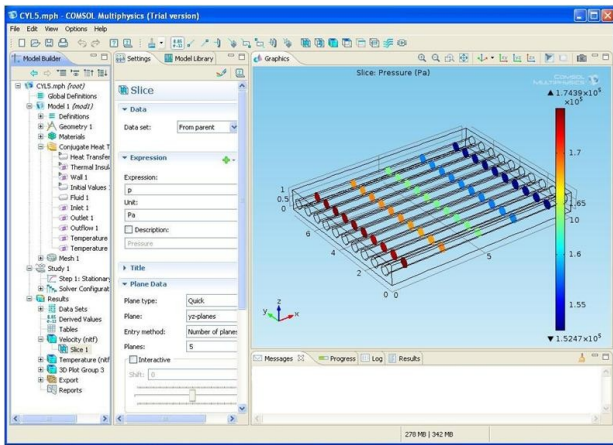 CYL5.mph - COMSOL Multiphysics (Trial version)
File Edit View Options Help
Model Builder
CYL5.mph (root)
Global Definitions
Model 1 (mod1)
Definitions
Geometry 1
Materials
Conjugate Heat T
Heat Transfer
Thermal Insul
Wall 1
Initial Values
Fluid 1
Inlet 1
Outlet 1
Outflow 1
Temperature
Temperature
Mesh 1
Study 1
Step 1: Stationary
Solver Configurat
Results
Data Sets
Derived Values
Tables
Velocity (nitf)
Slice 1
Temperature (nitf
3D Plot Group 3
Export
Reports
Settings Model Library
Slice
Data
Data set: From parent
Expression
Expression:
p
Unit:
Pa
Description:
Pressure
Title
Plane Data
Plane type: Quick
Plane: yz-planes
Entry method: Number of planes
Planes: 5
Interactive
Shift: 0
Graphics
Slice: Pressure (Pa)
COMSOL
MULTIPHYSICS
▲ 1.7439×10⁵
×10⁵
1.7
1.65
1.55
▼ 1.5247×10⁵
1
0.5
0
6
4
2
0 0
5
10
z
y x
Messages Progress Log Results
278 MB | 342 MB